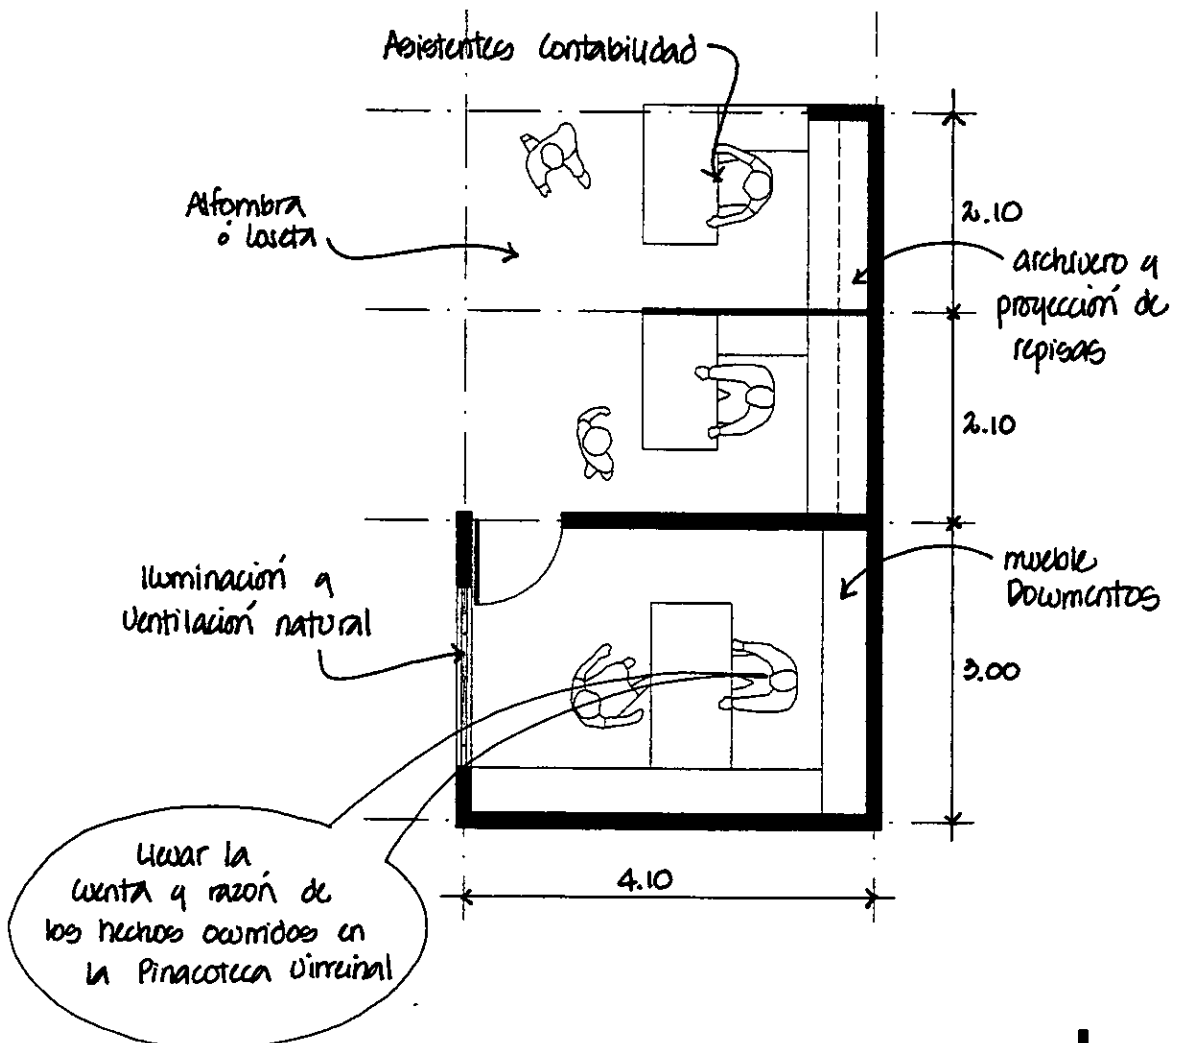 Asistentes Contabilidad
Alfombra
ó loseta
2.10
archivero y
proyección de
repisas
2.10
Iluminación y
Ventilación natural
mueble
Documentos
3.00
4.10
Llevar la
cuenta y razón de
los hechos ocurridos en
la Pinacoteca Virreinal